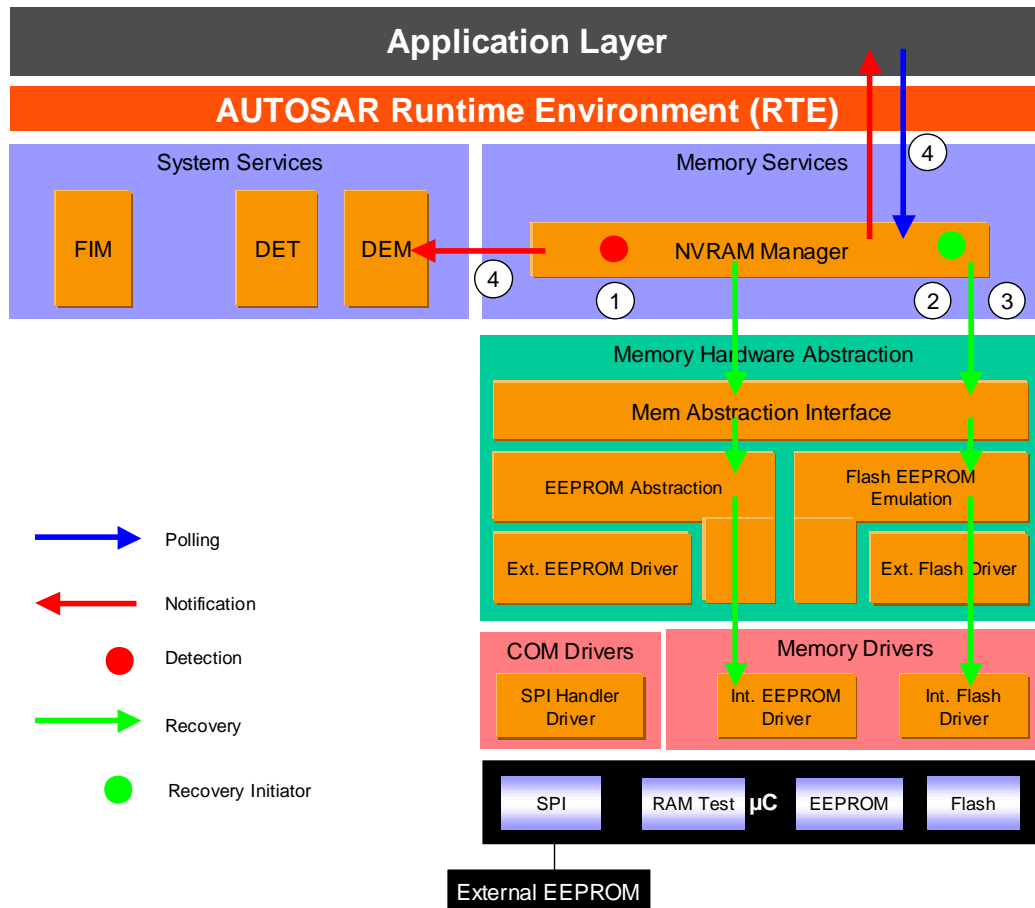 Application Layer
AUTOSAR Runtime Environment (RTE)
System Services
Memory Services
4
FIM
DET
DEM
NVRAM Manager
4
1
2
3
Memory Hardware Abstraction
Mem Abstraction Interface
EEPROM Abstraction
Flash EEPROM
Emulation
Ext. EEPROM Driver
Ext. Flash Driver
Polling
Notification
Detection
Recovery
Recovery Initiator
COM Drivers
Memory Drivers
SPI Handler
Driver
Int. EEPROM
Driver
Int. Flash
Driver
SPI
RAM Test
µC
EEPROM
Flash
External EEPROM